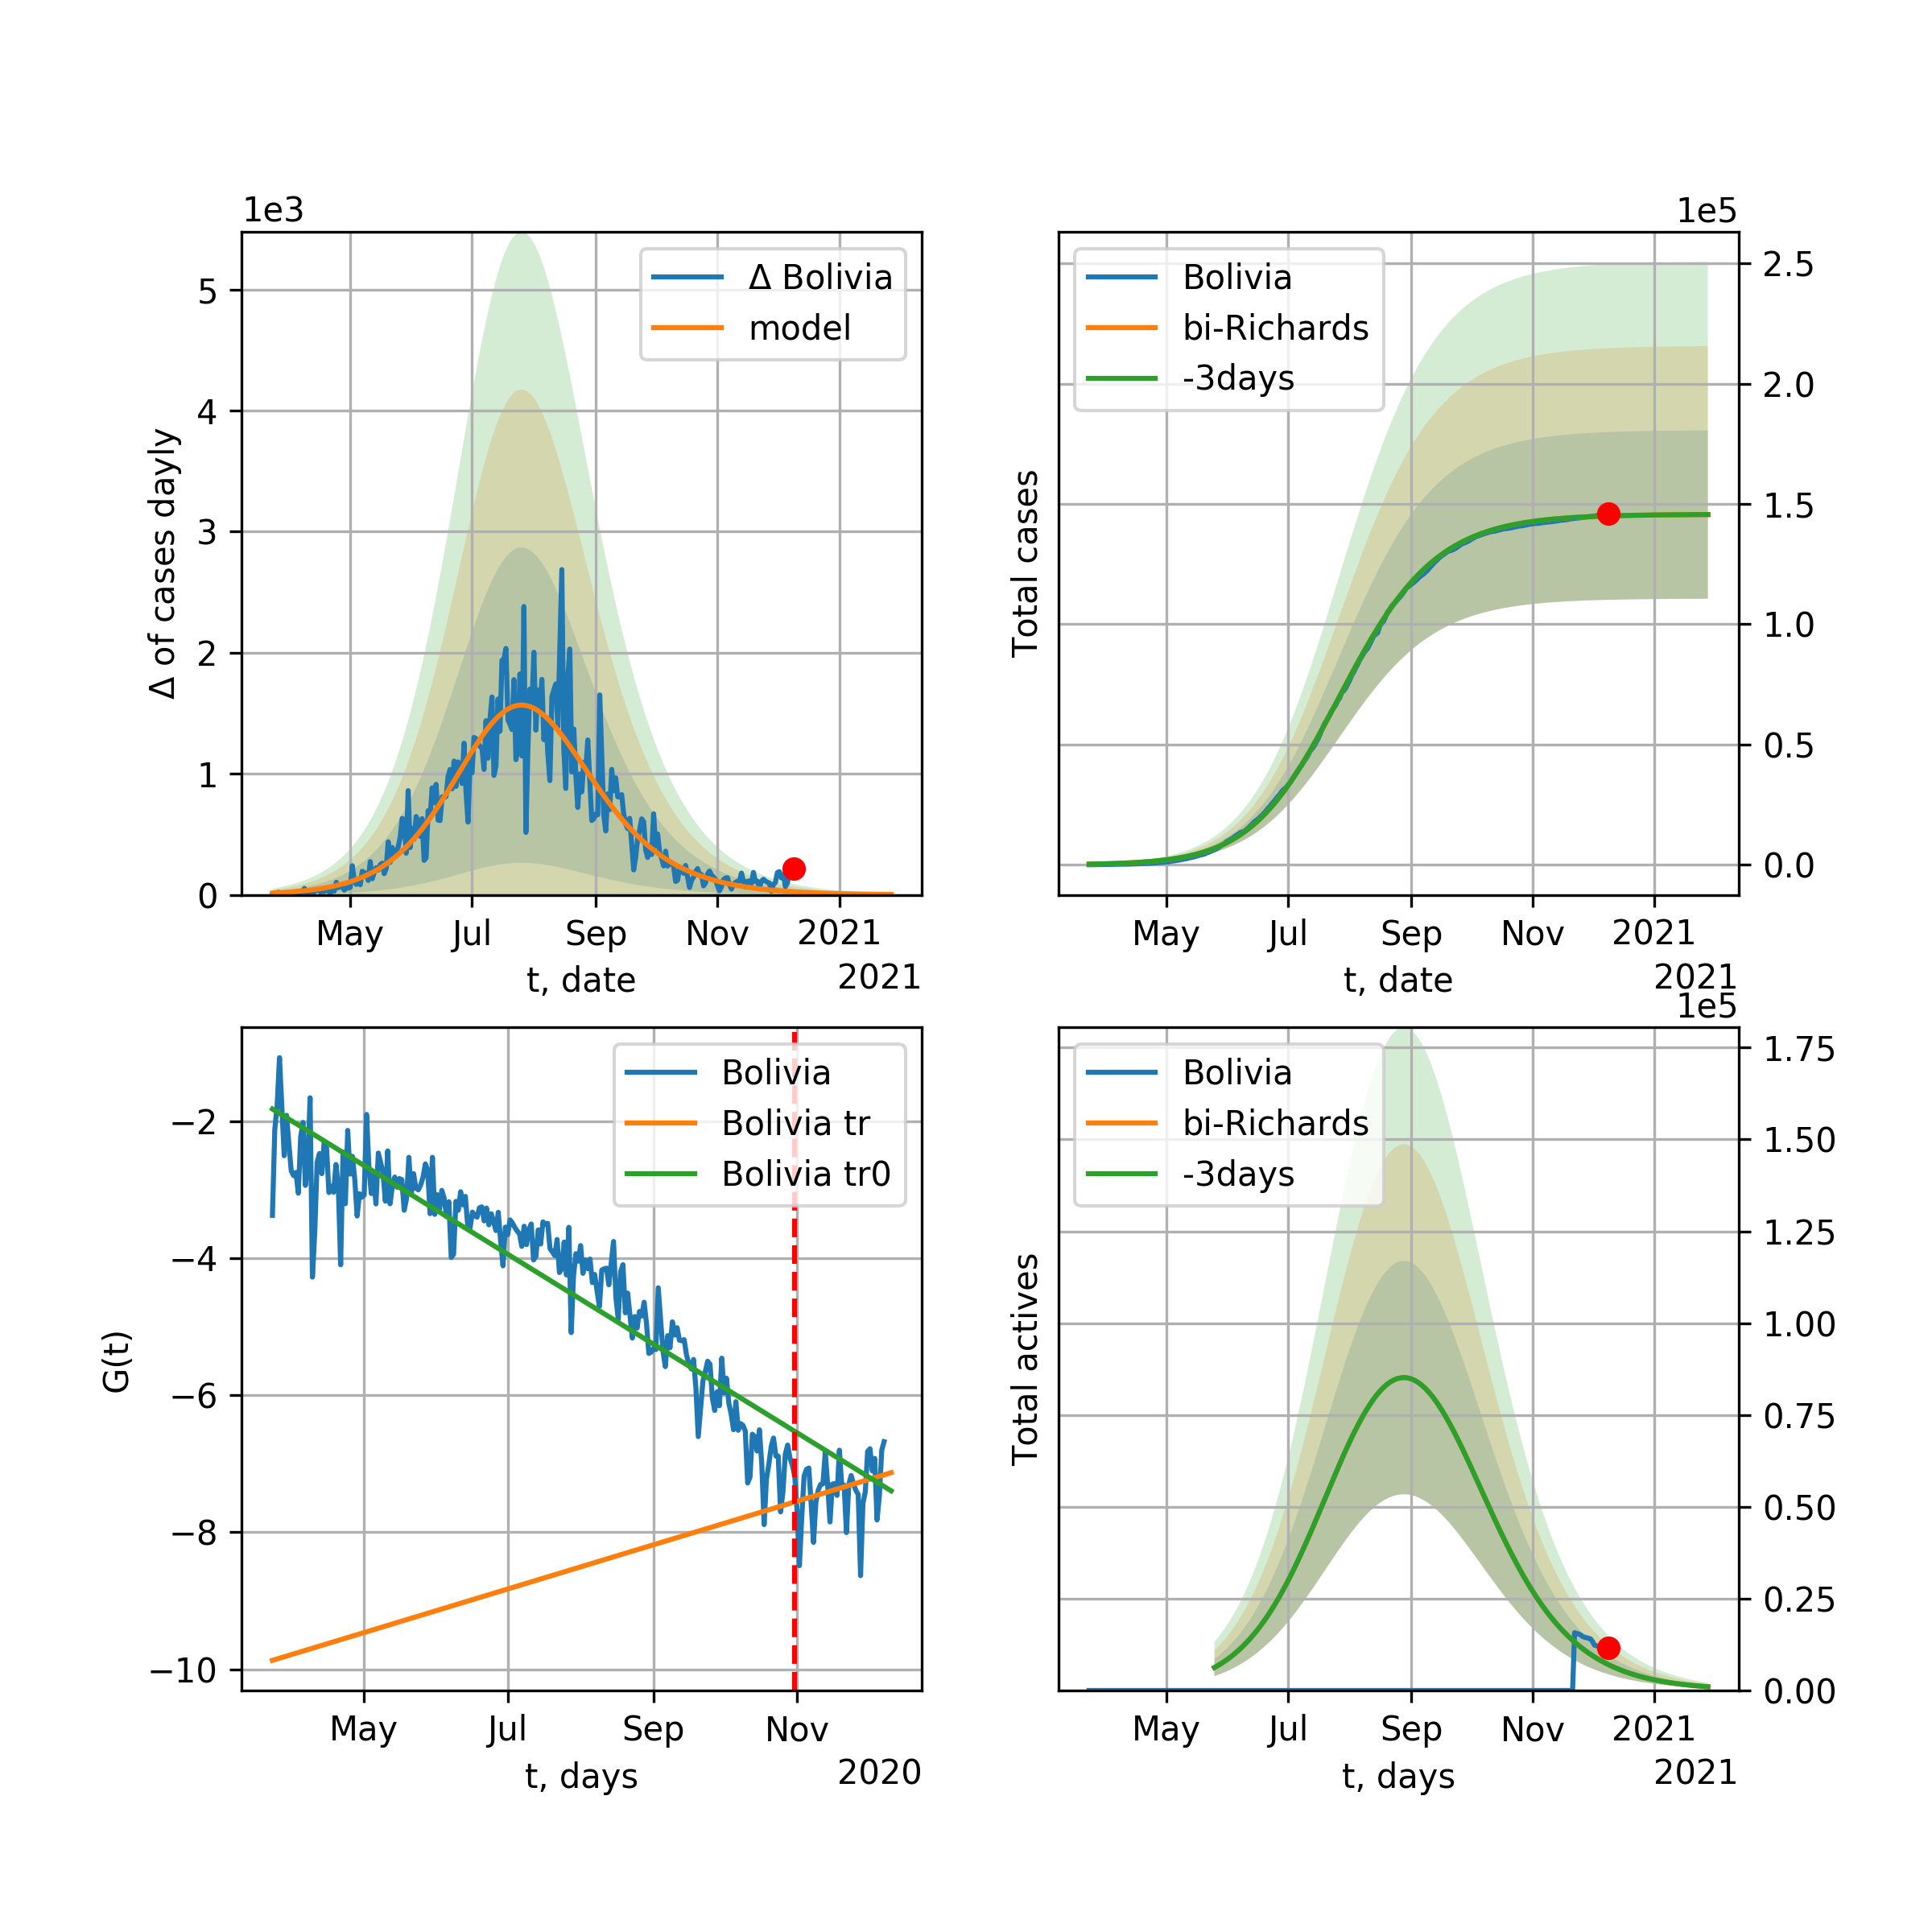 1e3
Δ of cases dayly
5
4
3
2
1
0
Δ Bolivia
model
May Jul Sep Nov 2021
t, date
2021
1e5
Total cases
Bolivia
bi-Richards
-3days
2.5
2.0
1.5
1.0
0.5
0.0
May Jul Sep Nov 2021
t, date
2021
G(t)
−2
−4
−6
−8
−10
Bolivia
Bolivia tr
Bolivia tr0
May Jul Sep Nov
t, days
2020
1e5
Total actives
Bolivia
bi-Richards
-3days
1.75
1.50
1.25
1.00
0.75
0.50
0.25
0.00
May Jul Sep Nov 2021
t, days
2021